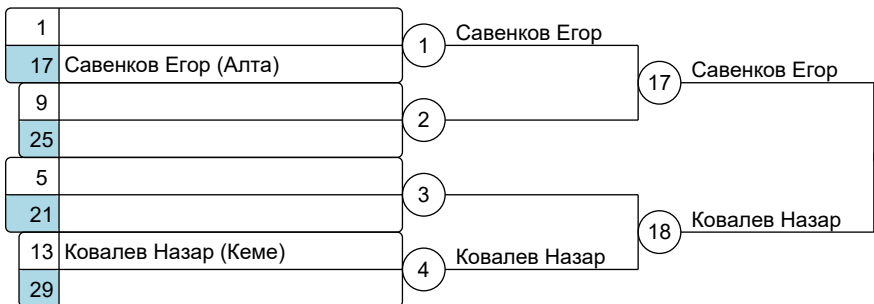 1
17 Савенков Егор (Алта)
9
25
5
21
13 Ковалев Назар (Кеме)
29
1 Савенков Егор
2
3
4 Ковалев Назар
17 Савенков Егор
18 Ковалев Назар